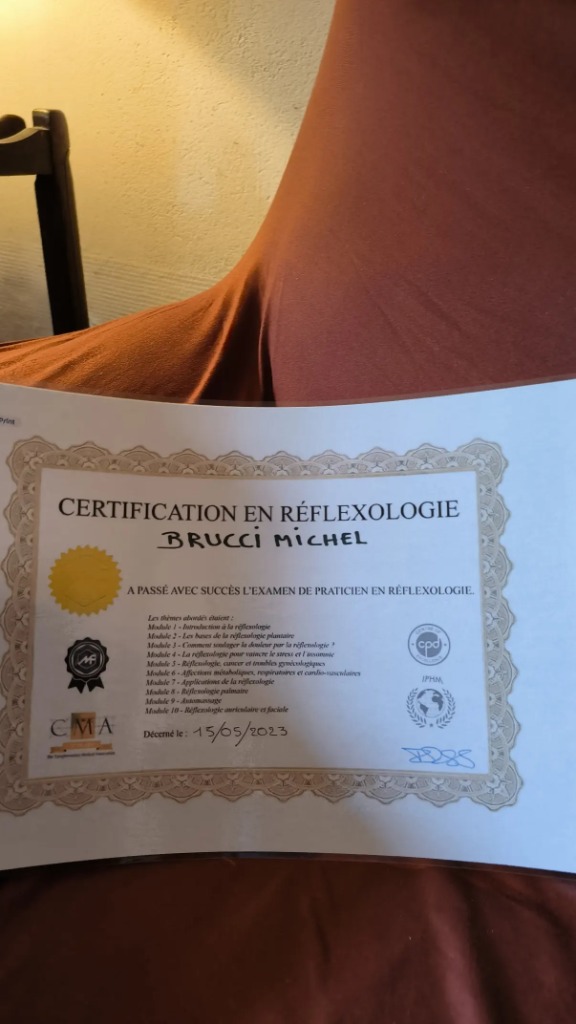 Print
CERTIFICATION EN RÉFLEXOLOGIE
BRUCCI MICHEL
A PASSÉ AVEC SUCCÈS L'EXAMEN DE PRATICIEN EN RÉFLEXOLOGIE.
Les thèmes abordés étaient :
Module 1 - Introduction à la réflexologie
Module 2 - Les bases de la réflexologie plantaire
Module 3 - Comment soulager la douleur par la réflexologie ?
Module 4 - La réflexologie pour vaincre le stress et l'insomnie
Module 5 - Réflexologie, cancer et troubles gynécologiques
Module 6 - Affections métaboliques, respiratoires et cardio-vasculaires
Module 7 - Applications de la réflexologie
Module 8 - Réflexologie palmaire
Module 9 - Automassage
Module 10 - Réflexologie auriculaire et faciale
Décerné le : 15/05/2023
MF
CMA
cpd
IPHM